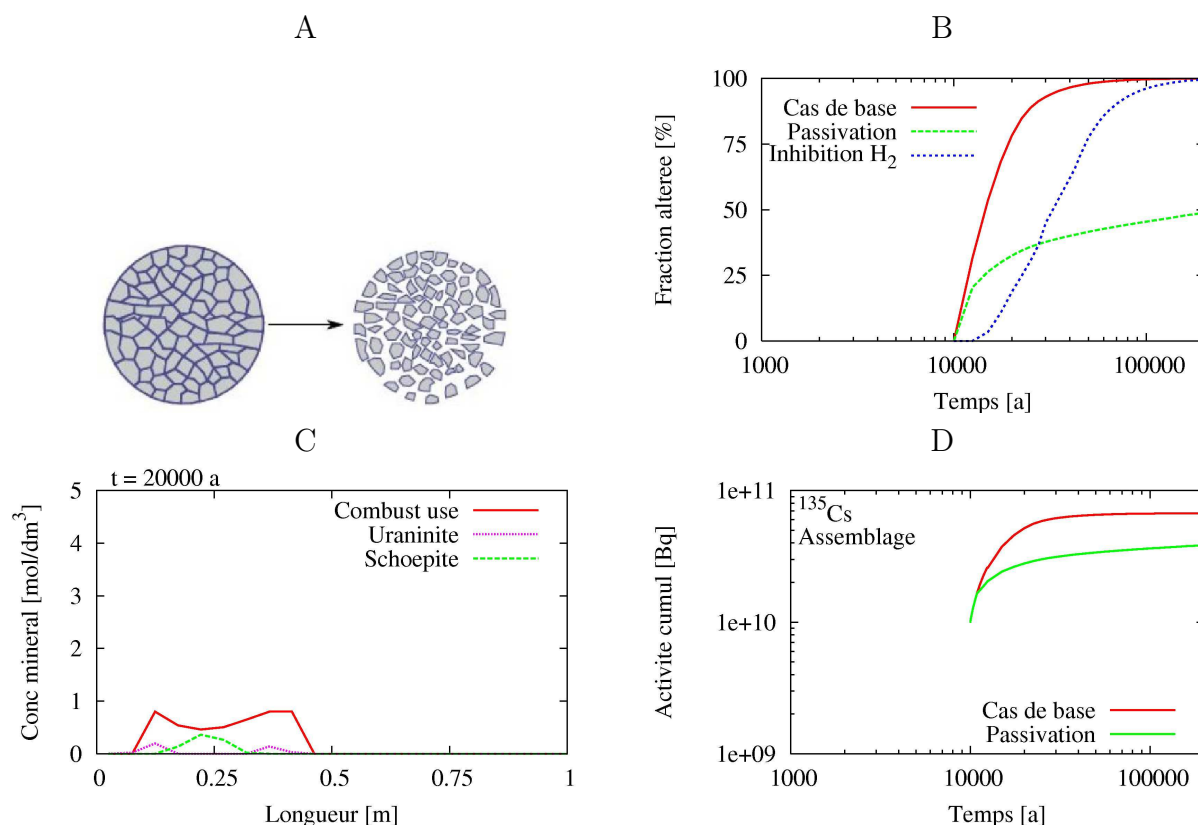 A
B
100
75
50
25
0
Fraction alteree [%]
Cas de base
Passivation
Inhibition H2
1000
10000
100000
Temps [a]
C
D
t = 20000 a
5
4
3
2
1
0
Conc mineral [mol/dm3]
Combust use
Uraninite
Schoepite
0
0.25
0.5
0.75
1
Longueur [m]
1e+11
1e+10
1e+09
Activite cumul [Bq]
135Cs
Assemblage
Cas de base
Passivation
1000
10000
100000
Temps [a]